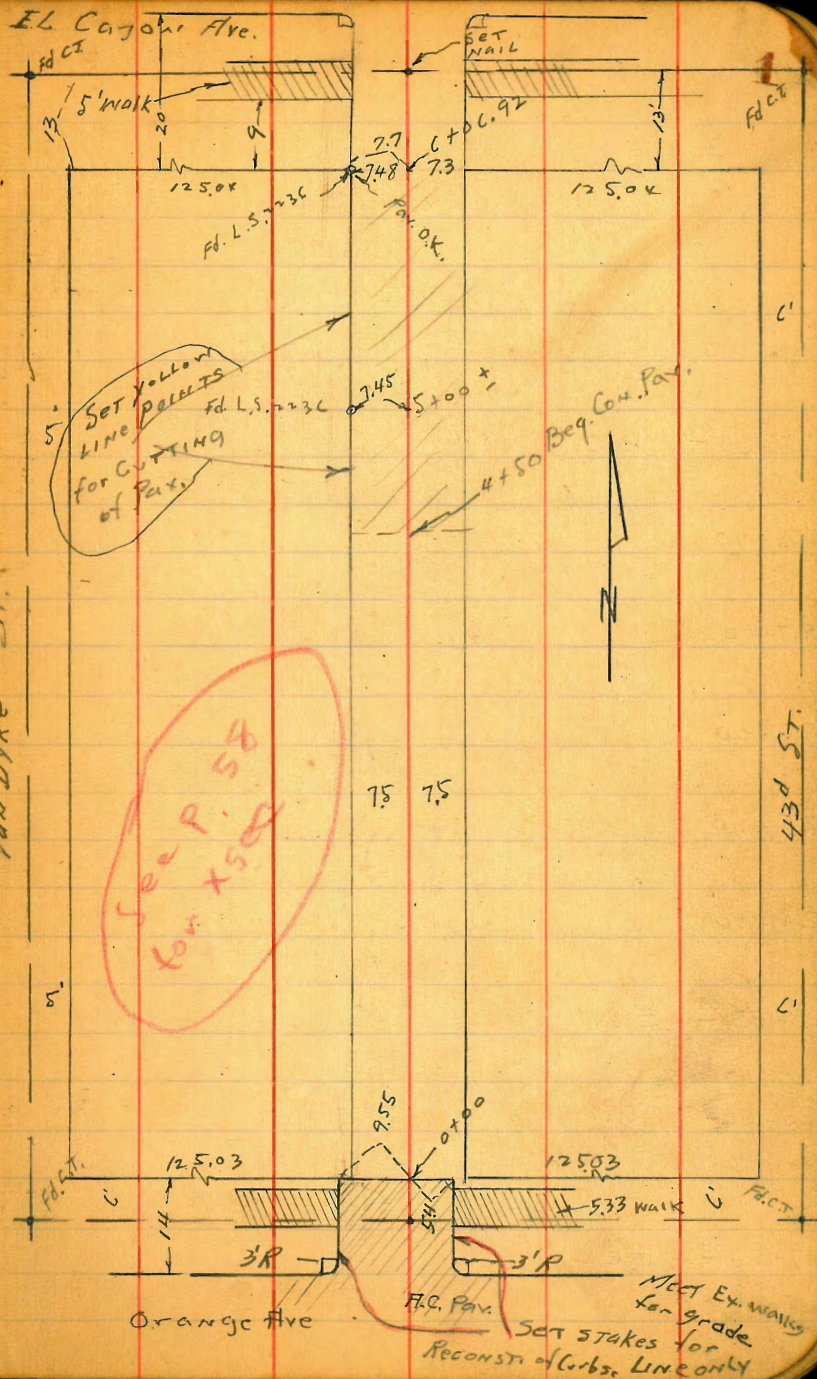 EL Cajon Ave.
SET
NAIL
1
Fd C.T.
Fd C.T.
5' walk
20'
9'
13'
13'
7.7
6+06.92
7.48
7.3
125.04
125.04
Fd. L.S. 2236
Pav. O.K.
6'
SET YELLOW
LINE POINTS
for CUTTING
of Pav.
Fd. L.S. 2236
7.45
5+00 ±
5'
4+50 Beg. Con. Pav.
N
See P. 58
for
7.5
7.5
43d ST.
6'
9.55
0+00
125.03
125.03
Fd. C.T.
6'
14'
5.33 walk
6'
Fd. C.T.
3'R
3'R
A.C. Pav.
Orange Ave
Meet Ex. walks
for grade
SET STAKES for
Reconst. of Curbs. LINE ONLY